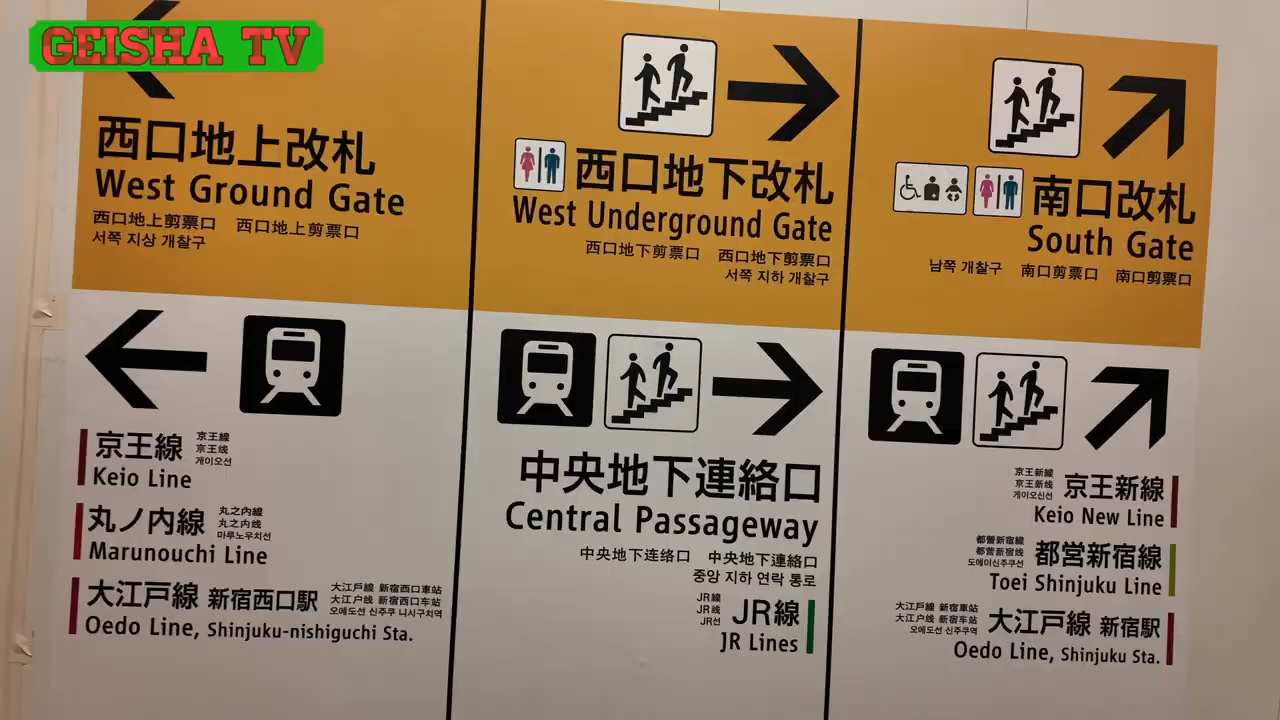 GEISHA TV
西口地上改札
West Ground Gate
西口地上剪票口 西口地上剪票口
서쪽 지상 개찰구
西口地下改札
West Underground Gate
西口地下剪票口 西口地下剪票口
서쪽 지하 개찰구
南口改札
South Gate
남쪽 개찰구 南口剪票口 南口剪票口
京王線
京王線
京王线
게이오선
Keio Line
丸ノ内線
丸之內線
丸之内线
마루노우치선
Marunouchi Line
大江戸線 新宿西口駅
大江戶線 新宿西口車站
大江户线 新宿西口车站
오에도선 신주쿠 니시구치역
Oedo Line, Shinjuku-nishiguchi Sta.
中央地下連絡口
Central Passageway
中央地下连络口 中央地下連絡口
중앙 지하 연락 통로
JR線
JR线
JR선
JR線
JR Lines
京王新線
京王新线
게이오신선
京王新線
Keio New Line
都營新宿線
都营新宿线
도에이신주쿠선
都営新宿線
Toei Shinjuku Line
大江戶線 新宿車站
大江户线 新宿车站
오에도선 신주쿠역
大江戸線 新宿駅
Oedo Line, Shinjuku Sta.